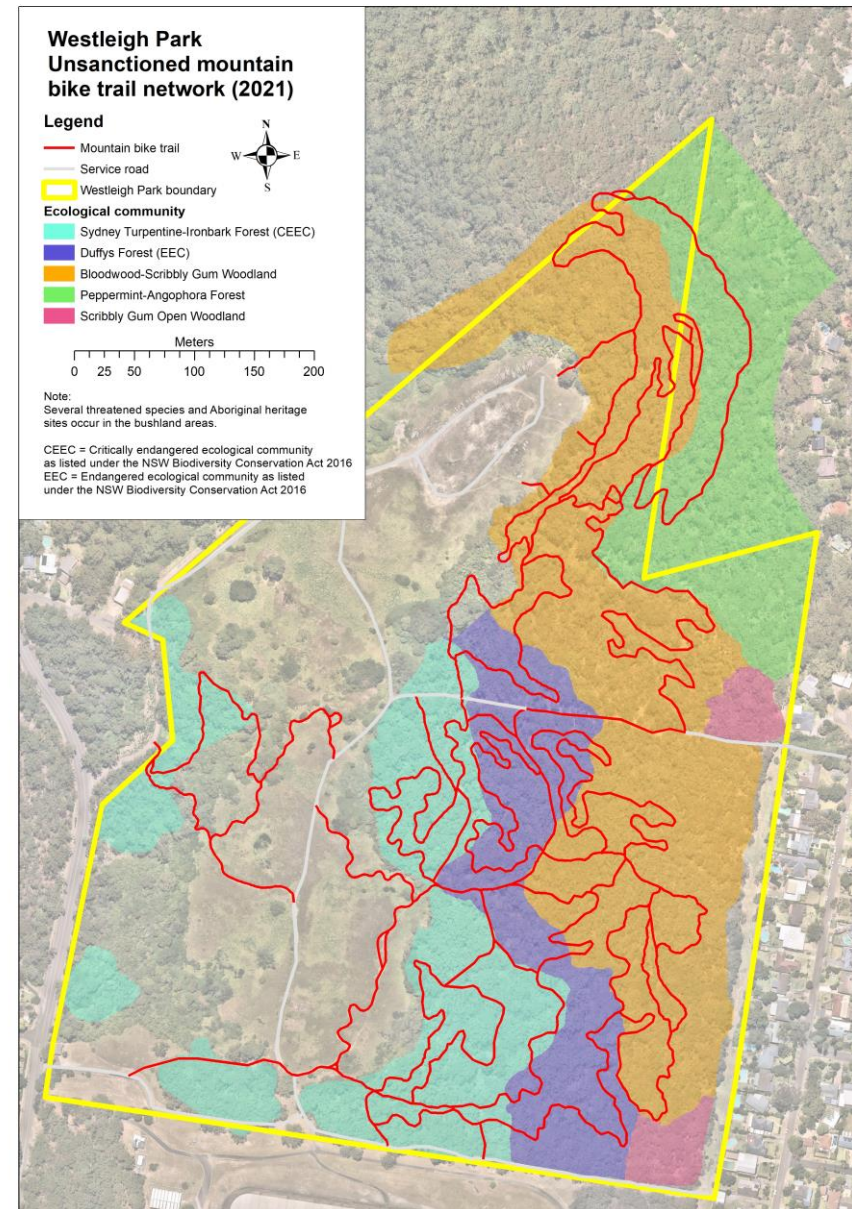 Westleigh Park
Unsanctioned mountain
bike trail network (2021)
Legend
Mountain bike trail
Service road
Westleigh Park boundary
N
W
E
S
Ecological community
Sydney Turpentine-Ironbark Forest (CEEC)
Duffys Forest (EEC)
Bloodwood-Scribbly Gum Woodland
Peppermint-Angophora Forest
Scribbly Gum Open Woodland
Meters
0 25 50 100 150 200
Note:
Several threatened species and Aboriginal heritage
sites occur in the bushland areas.
CEEC = Critically endangered ecological community
as listed under the NSW Biodiversity Conservation Act 2016
EEC = Endangered ecological community as listed
under the NSW Biodiversity Conservation Act 2016